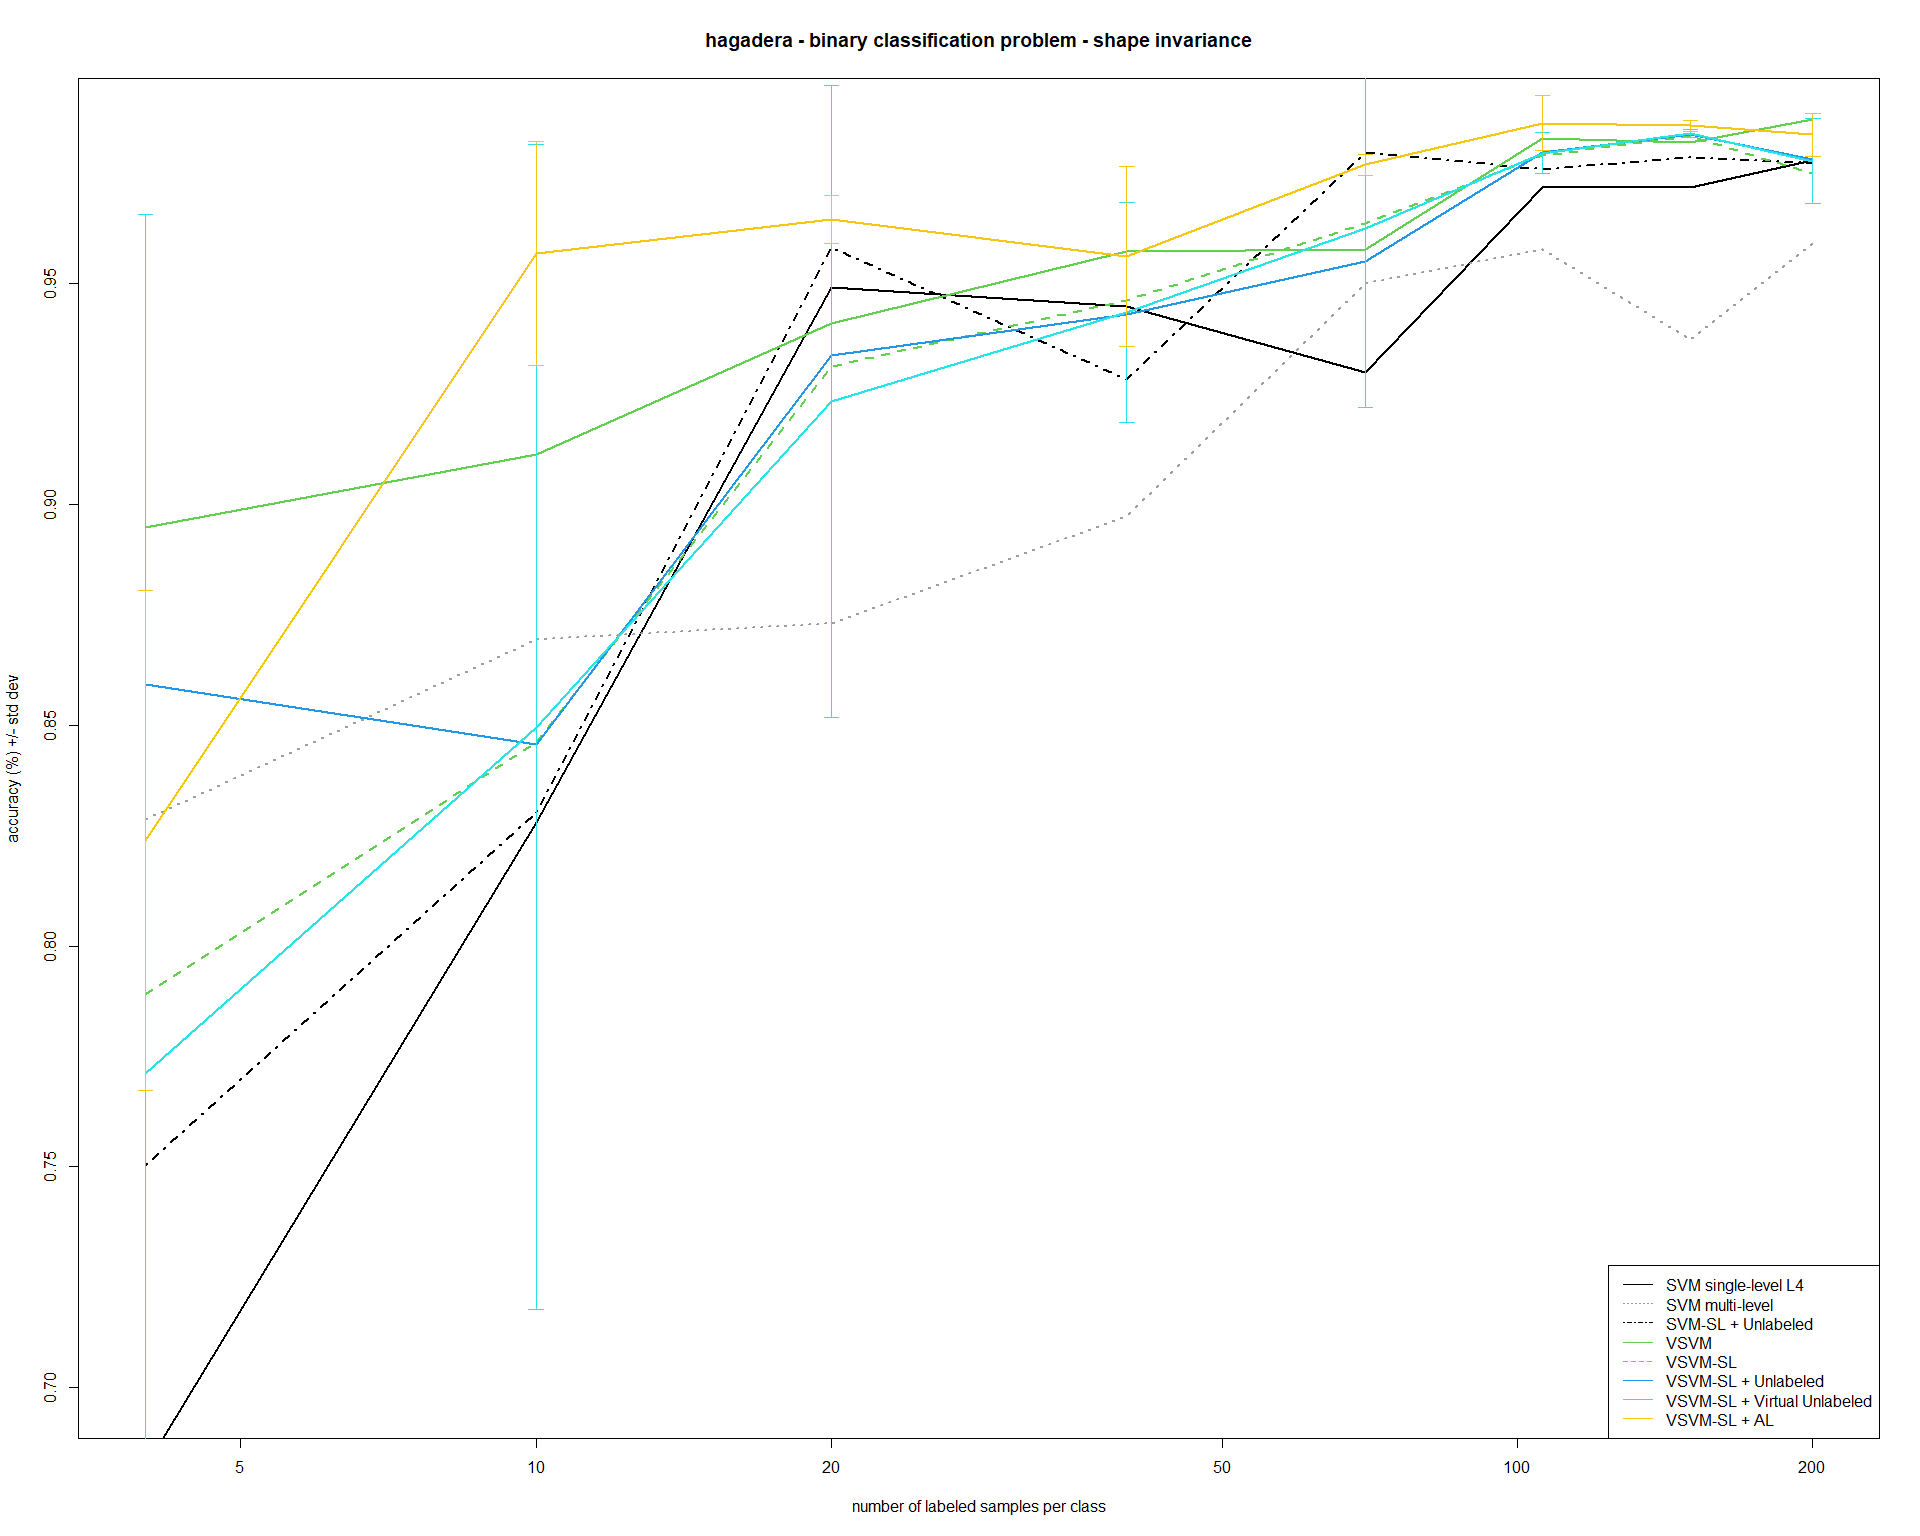 hagadera - binary classification problem - shape invariance
accuracy (%) +/- std dev
0.95
0.90
0.85
0.80
0.75
0.70
5 10 20 50 100 200
number of labeled samples per class
SVM single-level L4
SVM multi-level
SVM-SL + Unlabeled
VSVM
VSVM-SL
VSVM-SL + Unlabeled
VSVM-SL + Virtual Unlabeled
VSVM-SL + AL